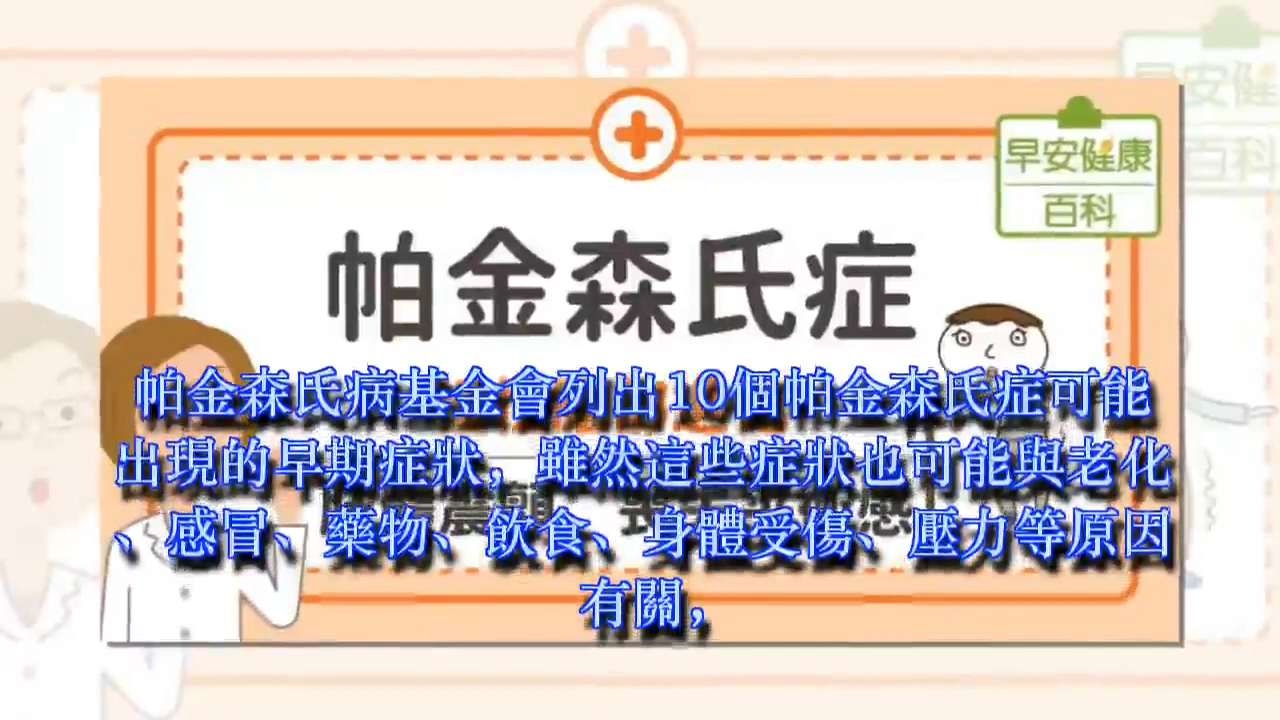 早安健康
百科
帕金森氏症
帕金森氏病基金會列出10個帕金森氏症可能
出現的早期症狀，雖然這些症狀也可能與老化
、感冒、藥物、飲食、身體受傷、壓力等原因
有關，